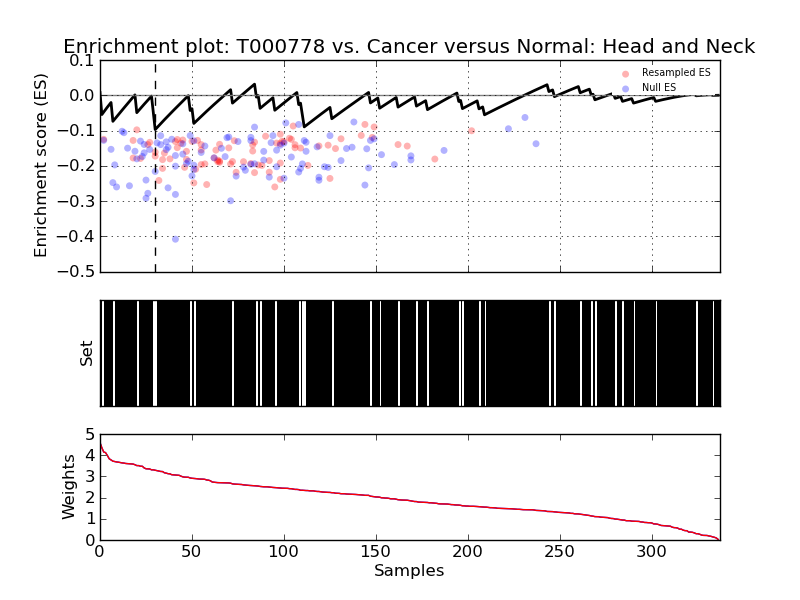 Enrichment plot: T000778 vs. Cancer versus Normal: Head and Neck
Enrichment score (ES)
0.1
0.0
−0.1
−0.2
−0.3
−0.4
−0.5
Resampled ES
Null ES
Set
Weights
5
4
3
2
1
0
0 50 100 150 200 250 300
Samples